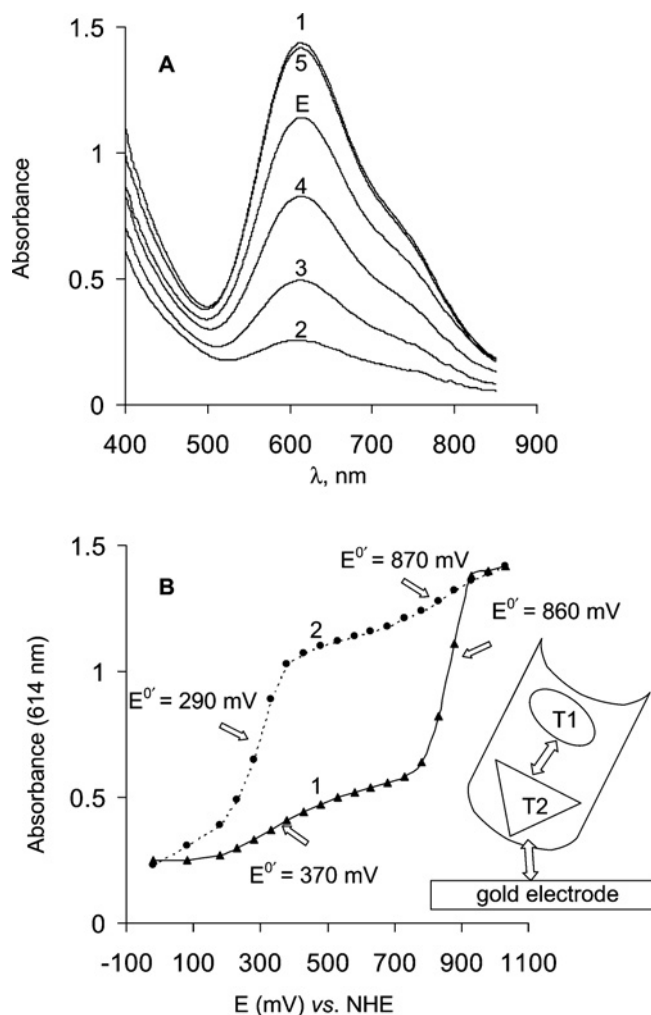 A
1
5
E
4
3
2
1.5
1
0.5
0
Absorbance
400 500 600 700 800 900
λ, nm
B
E0′ = 870 mV
E0′ = 860 mV
E0′ = 290 mV
E0′ = 370 mV
2
1
T1
T2
gold electrode
1.5
1
0.5
0
Absorbance (614 nm)
-100 100 300 500 700 900 1100
E (mV) vs. NHE